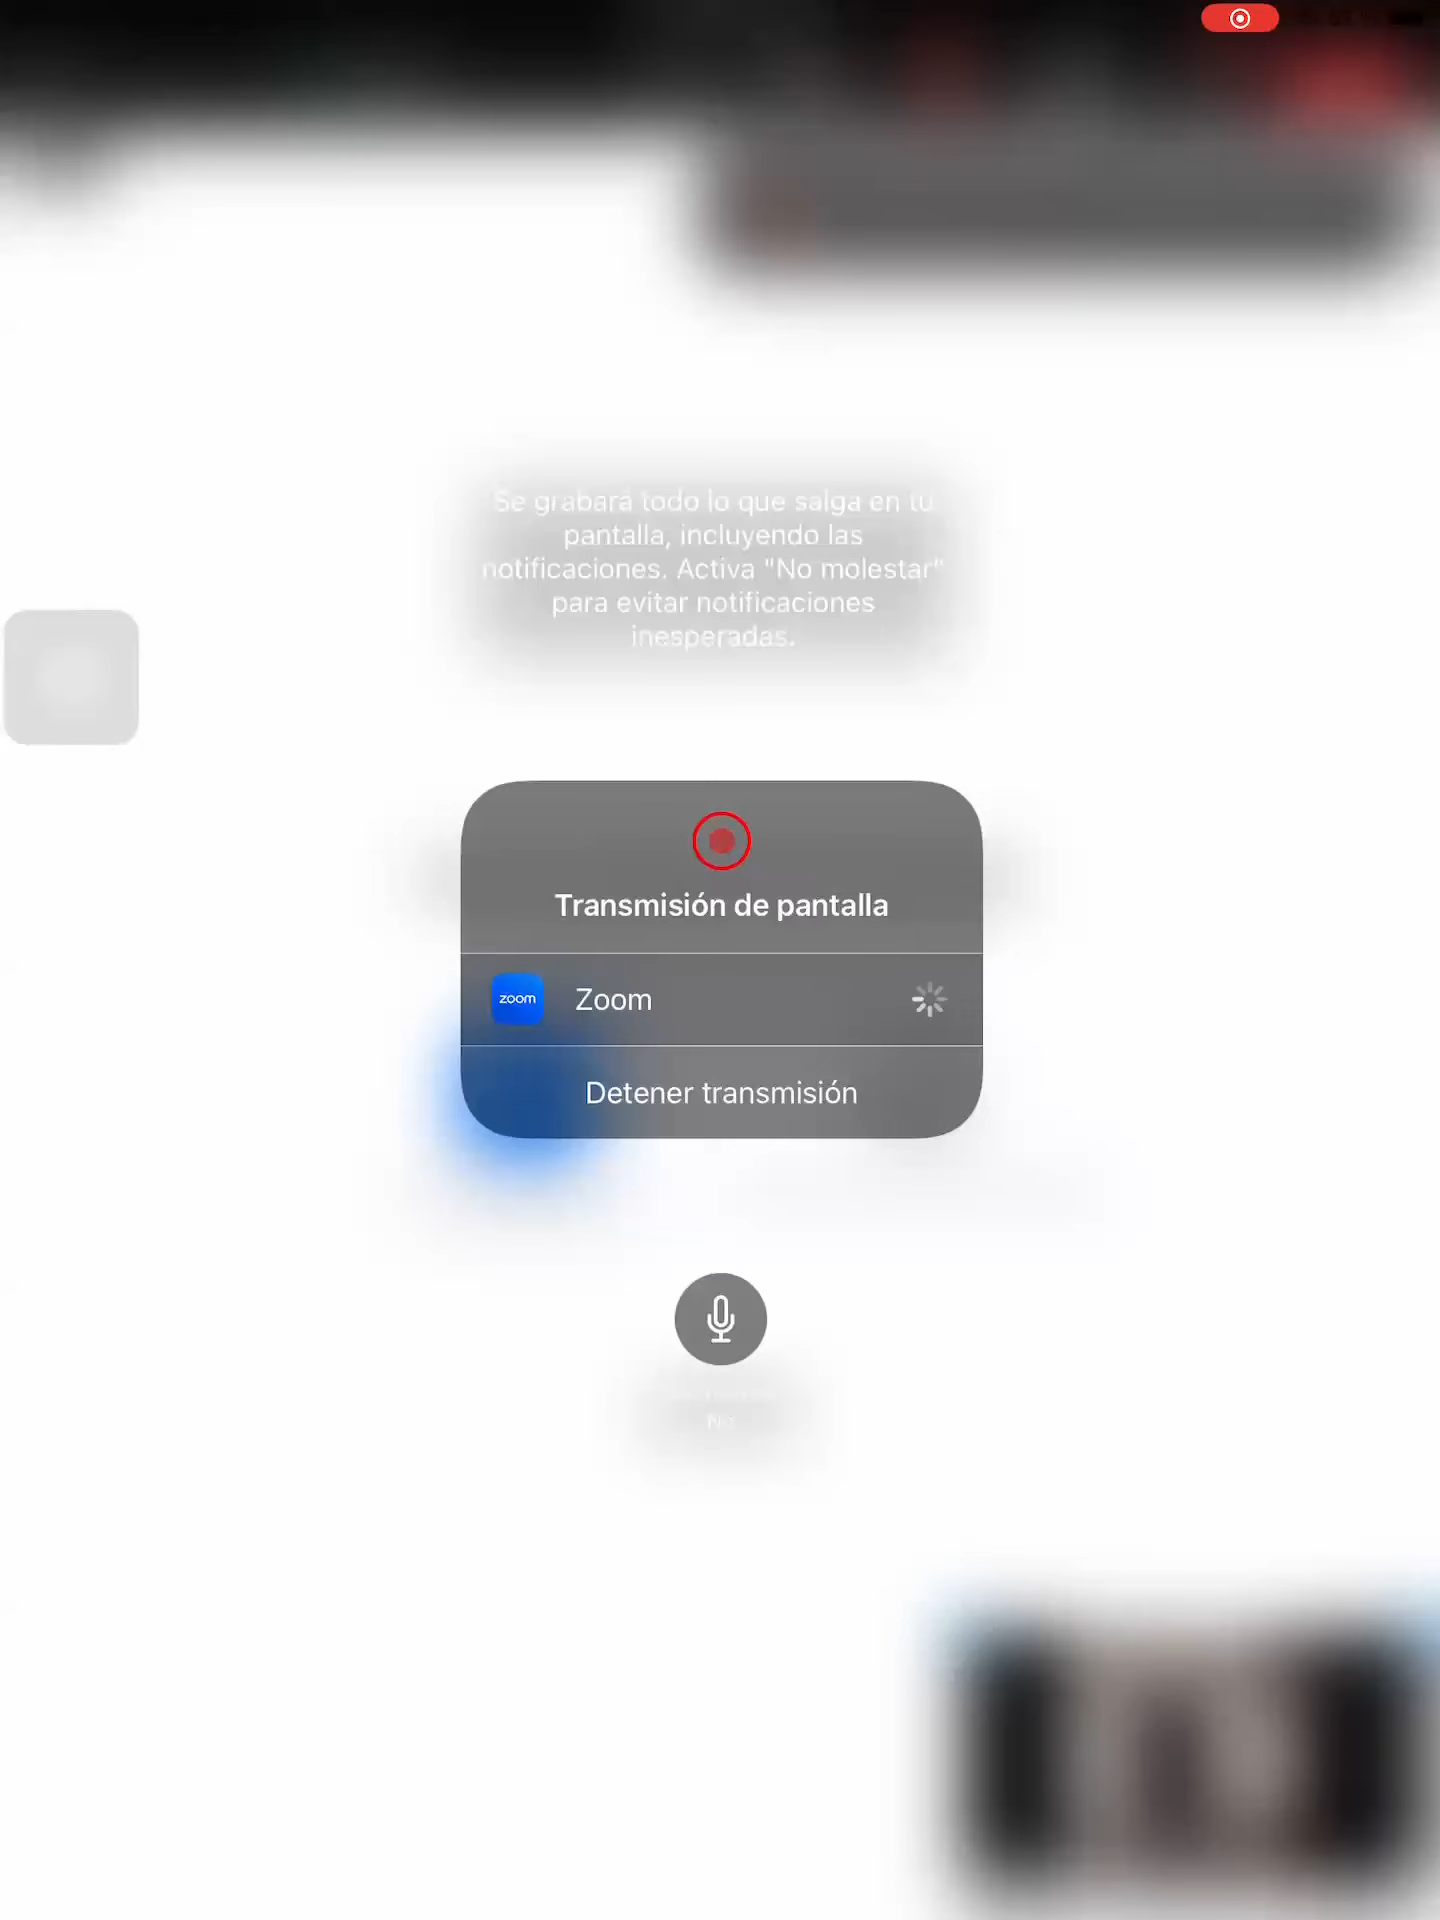 Se grabará todo lo que salga en tu
pantalla, incluyendo las
notificaciones. Activa "No molestar"
para evitar notificaciones
inesperadas.
Transmisión de pantalla
zoom
Zoom
Detener transmisión